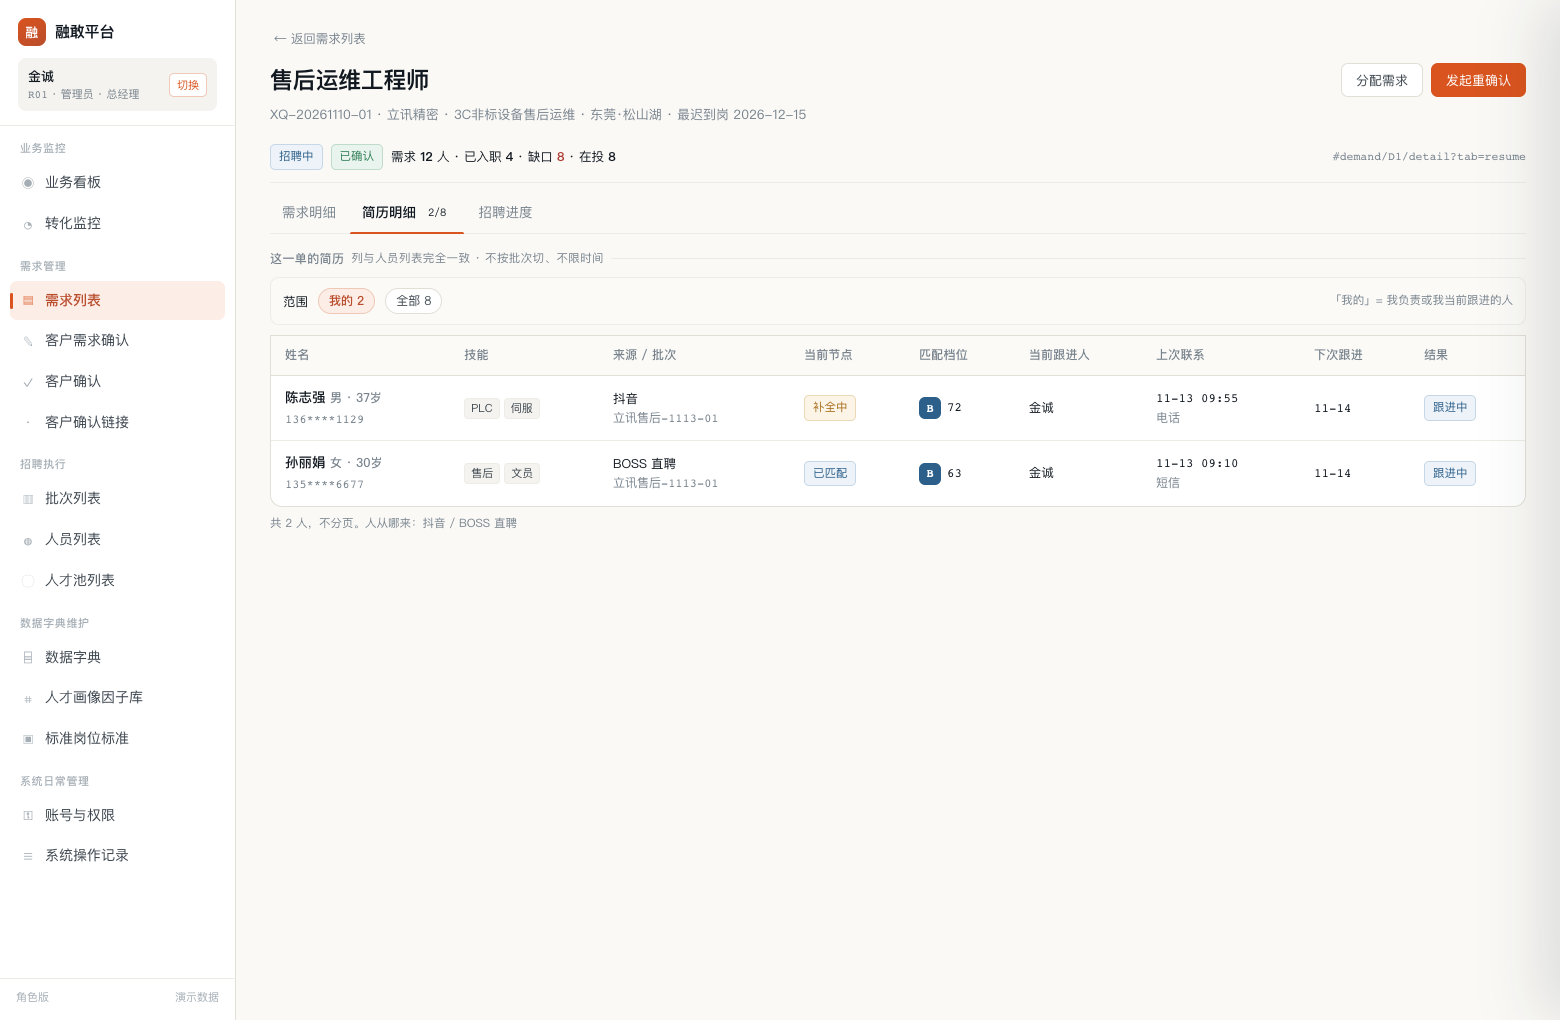 融 融敢平台
金诚
R01 · 管理员 · 总经理
切换
业务监控
业务看板
转化监控
需求管理
需求列表
客户需求确认
客户确认
客户确认链接
招聘执行
批次列表
人员列表
人才池列表
数据字典维护
数据字典
人才画像因子库
标准岗位标准
系统日常管理
账号与权限
系统操作记录
角色版 演示数据
← 返回需求列表
售后运维工程师
分配需求 发起重确认
XQ-20261110-01 · 立讯精密 · 3C非标设备售后运维 · 东莞·松山湖 · 最迟到岗 2026-12-15
招聘中 已确认 需求 12 人 · 已入职 4 · 缺口 8 · 在投 8 #demand/D1/detail?tab=resume
需求明细 简历明细 2/8 招聘进度
这一单的简历 列与人员列表完全一致 · 不按批次切、不限时间
范围 我的 2 全部 8 「我的」= 我负责或我当前跟进的人
姓名 技能 来源 / 批次 当前节点 匹配档位 当前跟进人 上次联系 下次跟进 结果
陈志强 男 · 37岁
136****1129
PLC 伺服
抖音
立讯售后-1113-01
补全中
B 72
金诚
11-13 09:55
电话
11-14
跟进中
孙丽娟 女 · 30岁
135****6677
售后 文员
BOSS 直聘
立讯售后-1113-01
已匹配
B 63
金诚
11-13 09:10
短信
11-14
跟进中
共 2 人，不分页。人从哪来：抖音 / BOSS 直聘